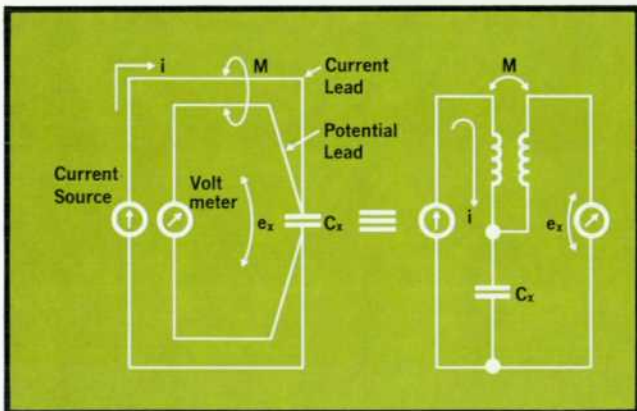 i
M
Current
Lead
Potential
Lead
Current
Source
Volt
meter
eₓ
Cₓ
M
i
eₓ
Cₓ